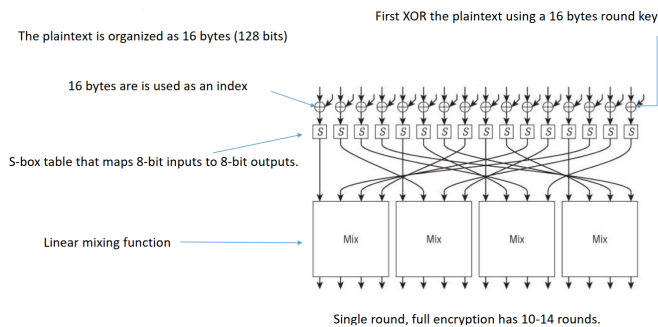 First XOR the plaintext using a 16 bytes round key
The plaintext is organized as 16 bytes (128 bits)
16 bytes are is used as an index
S S S S S S S S S S S S S S S S
S-box table that maps 8-bit inputs to 8-bit outputs.
Linear mixing function
Mix Mix Mix Mix
Single round, full encryption has 10-14 rounds.